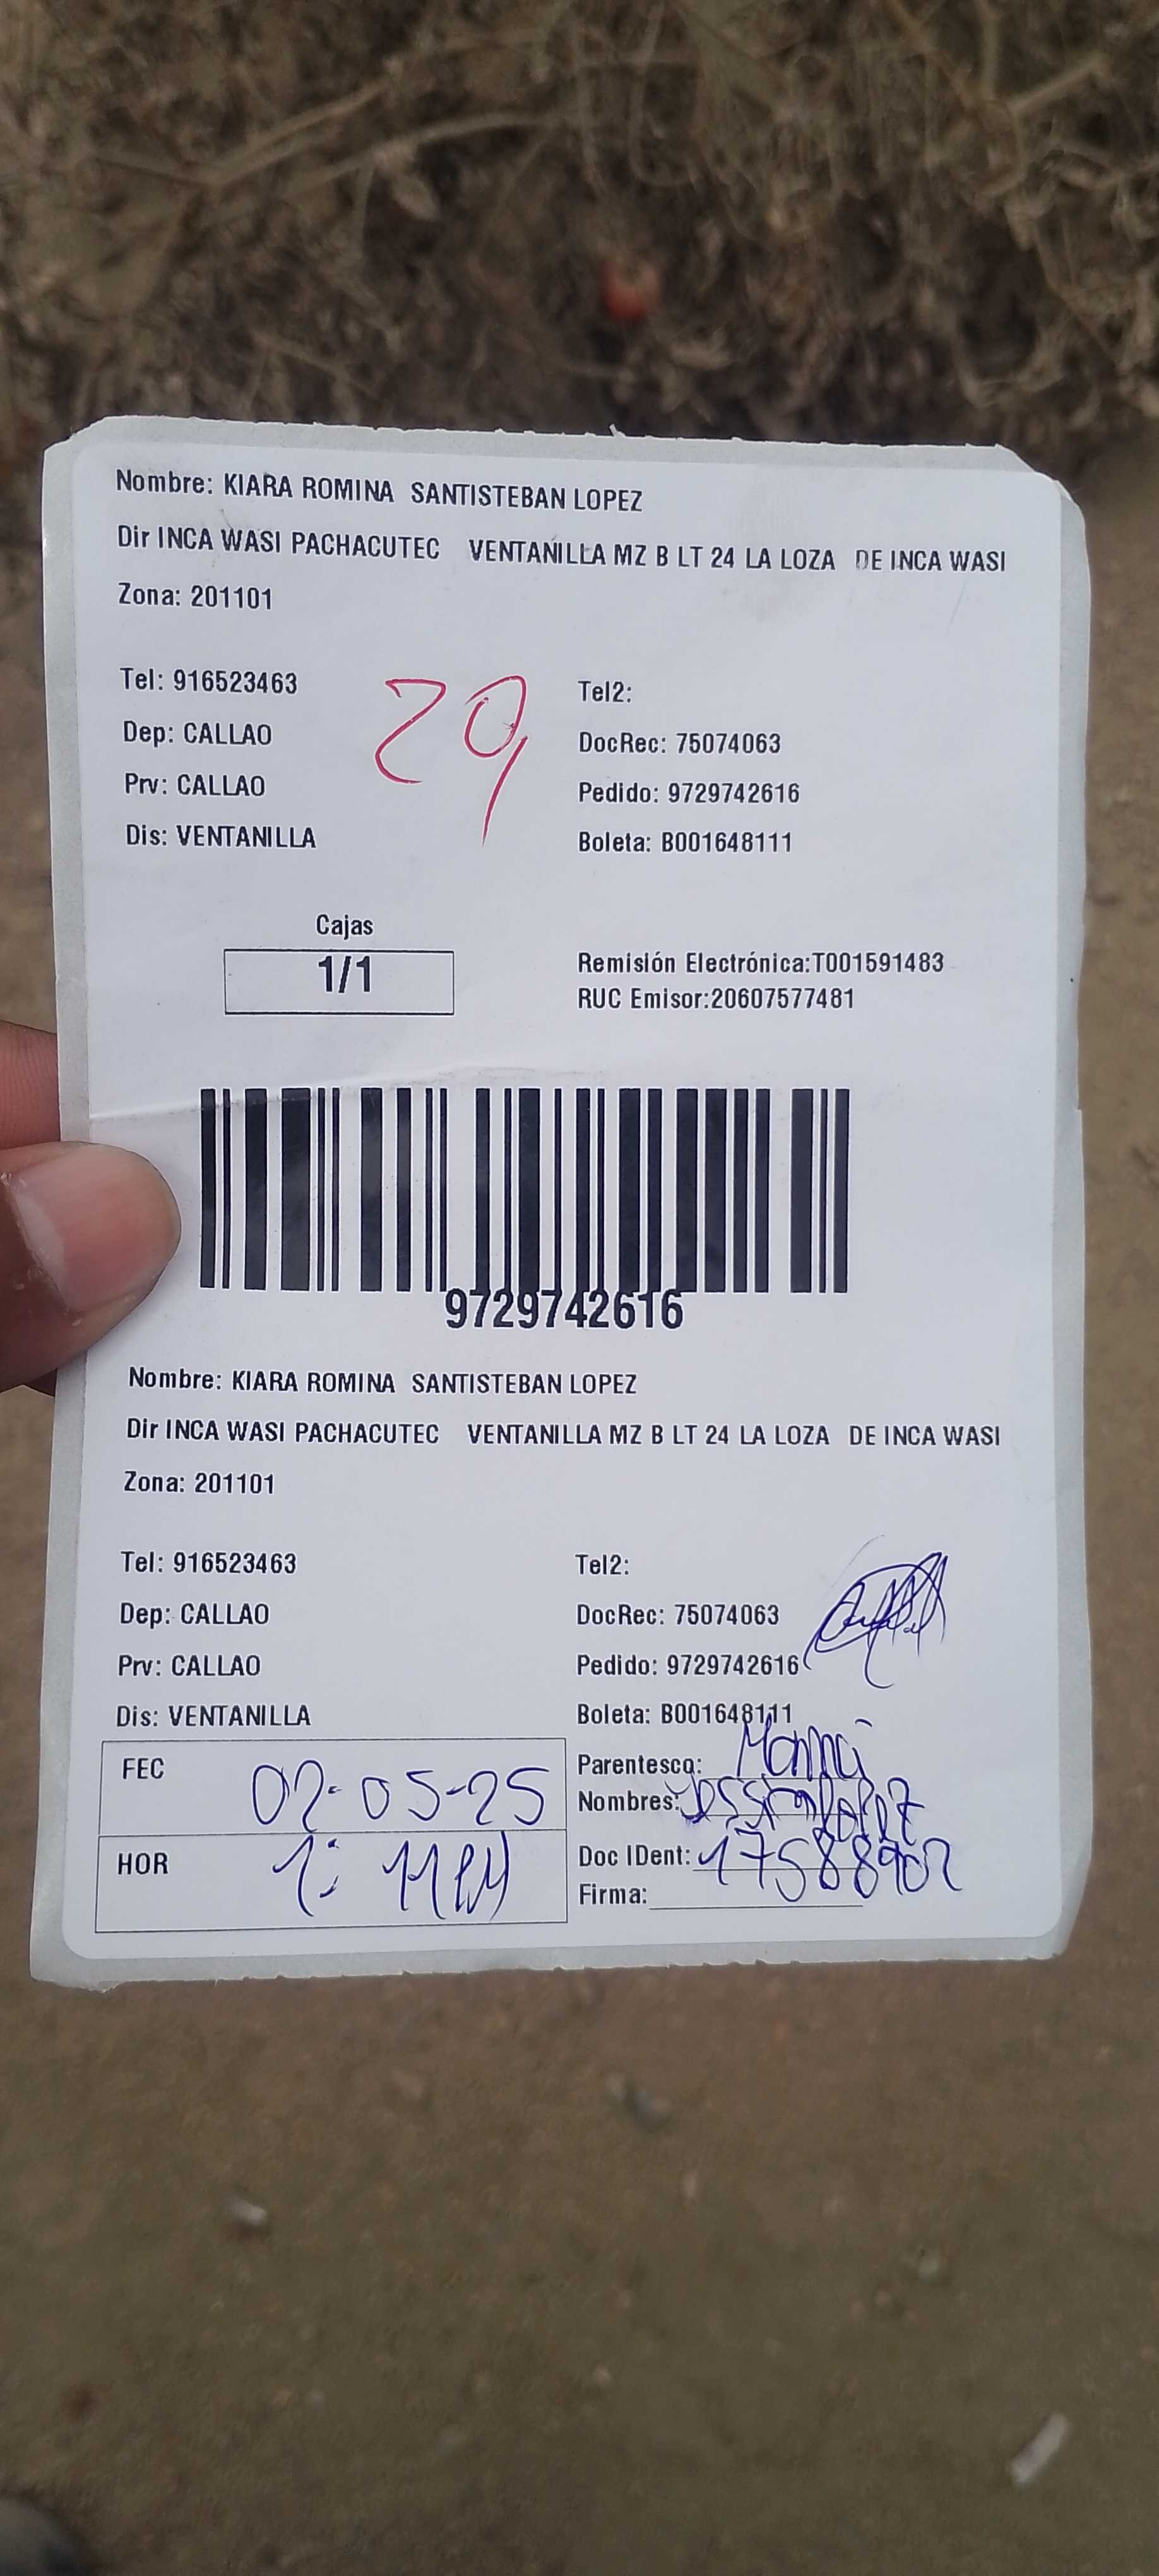 Nombre: KIARA ROMINA SANTISTEBAN LOPEZ
Dir INCA WASI PACHACUTEC VENTANILLA MZ B LT 24 LA LOZA DE INCA WASI
Zona: 201101
Tel: 916523463
Tel2:
29
Dep: CALLAO
DocRec: 75074063
Prv: CALLAO
Pedido: 9729742616
Dis: VENTANILLA
Boleta: B001648111
Cajas
1/1
Remisión Electrónica:T001591483
RUC Emisor:20607577481
9729742616
Nombre: KIARA ROMINA SANTISTEBAN LOPEZ
Dir INCA WASI PACHACUTEC VENTANILLA MZ B LT 24 LA LOZA DE INCA WASI
Zona: 201101
Tel: 916523463
Tel2:
Dep: CALLAO
DocRec: 75074063
Prv: CALLAO
Pedido: 9729742616
Dis: VENTANILLA
Boleta: B001648111
FEC 02-05-25
Parentesco: Mamá
Nombres:
HOR 1:11PM
Doc IDent: 17588902
Firma: